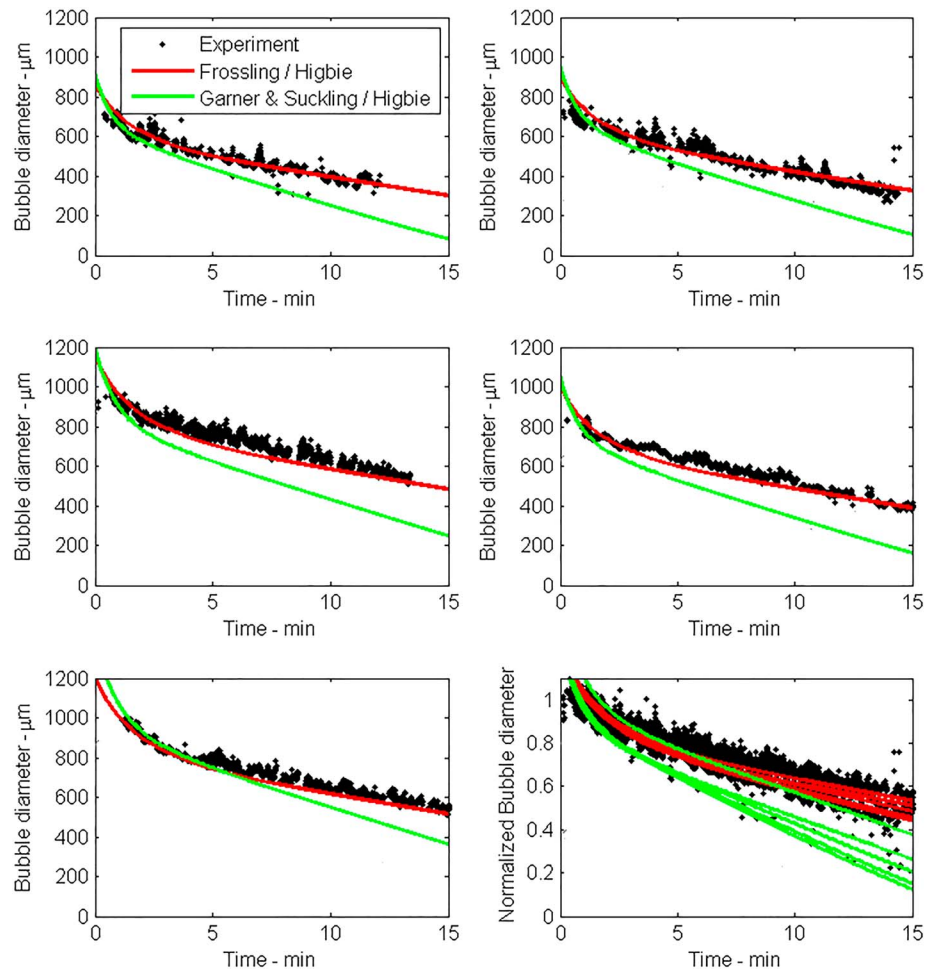 1200
1000
800
600
400
200
0
Bubble diameter - μm
Experiment
Frossling / Higbie
Garner & Suckling / Higbie
0 5 10 15
Time - min
1200
1000
800
600
400
200
0
Bubble diameter - μm
0 5 10 15
Time - min
1200
1000
800
600
400
200
0
Bubble diameter - μm
0 5 10 15
Time - min
1200
1000
800
600
400
200
0
Bubble diameter - μm
0 5 10 15
Time - min
1200
1000
800
600
400
200
0
Bubble diameter - μm
0 5 10 15
Time - min
1
0.8
0.6
0.4
0.2
0
Normalized Bubble diameter
0 5 10 15
Time - min